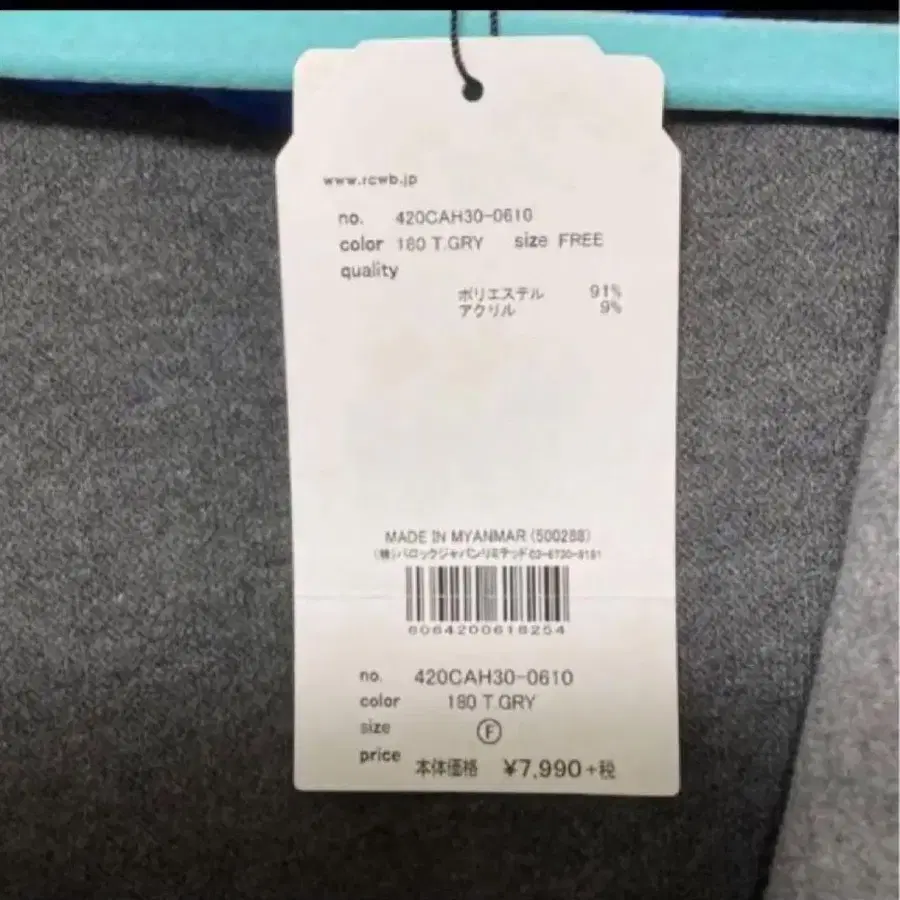 www.rcwb.jp
no. 420CAH30-0610
color 180 T.GRY size FREE
quality
ポリエステル 91%
アクリル 9%
MADE IN MYANMAR (500288)
(株)バロックジャパンリミテッド 03-6730-9191
6064200618254
no. 420CAH30-0610
color 180 T.GRY
size F
price 本体価格 ¥7,990+税